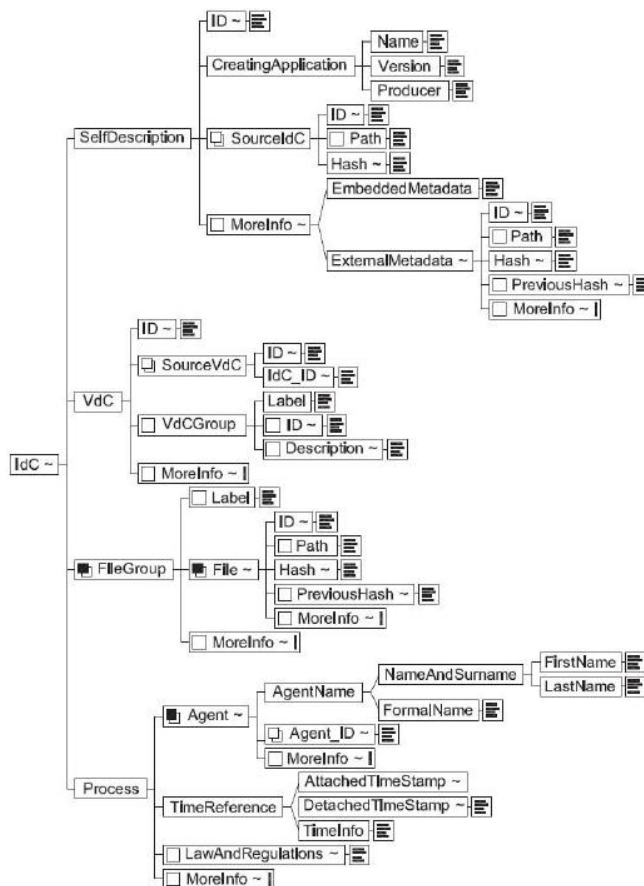 ID ~
Name
CreatingApplication
Version
Producer
ID ~
SelfDescription
SourceIdC
Path
Hash ~
EmbeddedMetadata
MoreInfo ~
ID ~
Path
ExternalMetadata ~
Hash ~
PreviousHash ~
MoreInfo ~
ID ~
SourceVdC
ID ~
IdC_ID ~
VdC
Label
VdCGroup
ID ~
Description ~
IdC ~
MoreInfo ~
Label
ID ~
Path
FileGroup
File ~
Hash ~
PreviousHash ~
MoreInfo ~
MoreInfo ~
FirstName
NameAndSurname
LastName
AgentName
Agent ~
FormalName
Agent_ID ~
MoreInfo ~
Process
AttachedTimeStamp ~
TimeReference
DetachedTimeStamp ~
TimeInfo
LawAndRegulations ~
MoreInfo ~